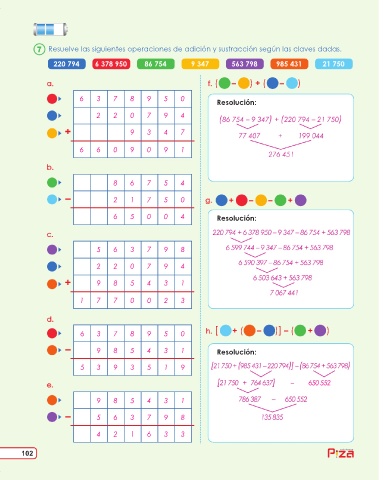 7 Resuelve las siguientes operaciones de adición y sustracción según las claves dadas.
220 794 6 378 950 86 754 9 347 563 798 985 431 21 750
a.
6 3 7 8 9 5 0
2 2 0 7 9 4
+ 9 3 4 7
6 6 0 9 0 9 1
b.
8 6 7 5 4
– 2 1 7 5 0
6 5 0 0 4
c.
5 6 3 7 9 8
2 2 0 7 9 4
+ 9 8 5 4 3 1
1 7 7 0 0 2 3
d.
6 3 7 8 9 5 0
– 9 8 5 4 3 1
5 3 9 3 5 1 9
e.
9 8 5 4 3 1
– 5 6 3 7 9 8
4 2 1 6 3 3
f. ( – ) + ( – )
Resolución:
(86 754 – 9 347) + (220 794 – 21 750)
77 407 + 199 044
276 451
g. + – – +
Resolución:
220 794 + 6 378 950 – 9 347 – 86 754 + 563 798
6 599 744 – 9 347 – 86 754 + 563 798
6 590 397 – 86 754 + 563 798
6 503 643 + 563 798
7 067 441
h. [ + ( – )] – ( + )
Resolución:
[21 750 + (985 431 – 220 794)] – (86 754 + 563 798)
[21 750 + 764 637] – 650 552
786 387 – 650 552
135 835
102
Piza